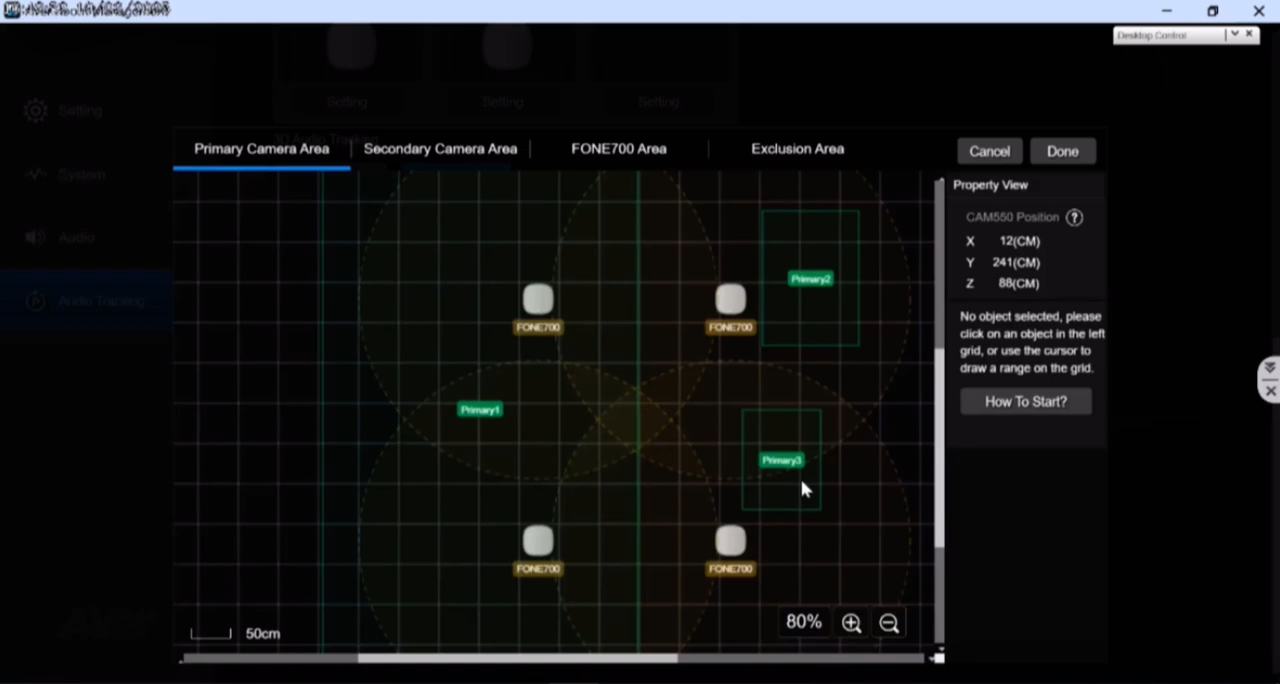 Desktop Control
Setting
Setting
Setting
Setting
System
Audio
Audio Tracking
3D Audio Tracking
Primary Camera Area
Secondary Camera Area
FONE700 Area
Exclusion Area
Cancel
Done
Property View
CAM550 Position ?
X 12(CM)
Y 241(CM)
Z 88(CM)
No object selected, please
click on an object in the left
grid, or use the cursor to
draw a range on the grid.
How To Start?
Primary2
FONE700
FONE700
Primary1
Primary3
FONE700
FONE700
50cm
80%